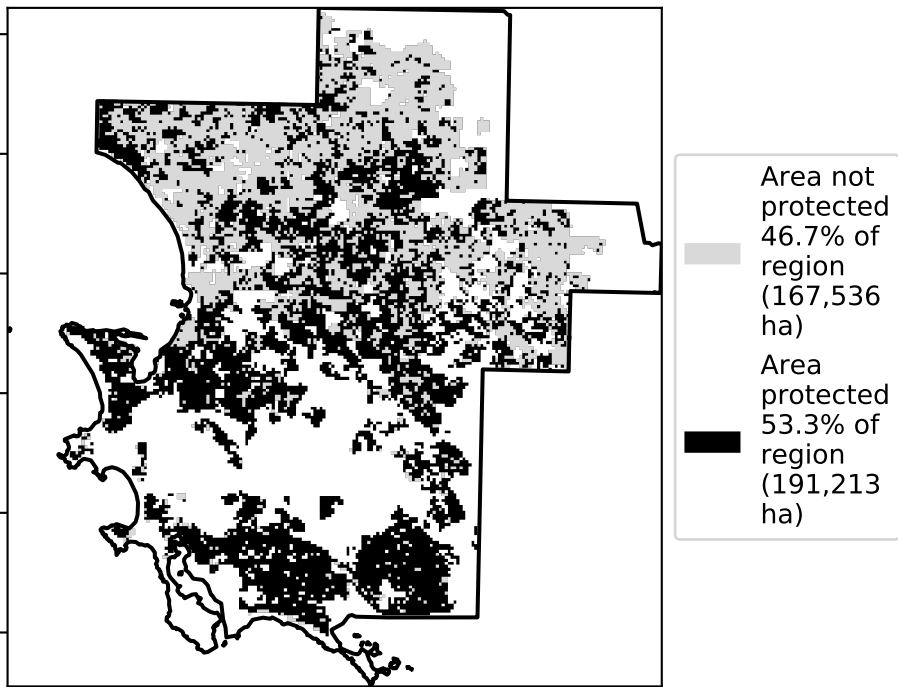 Area not
protected
46.7% of
region
(167,536
ha)
Area
protected
53.3% of
region
(191,213
ha)